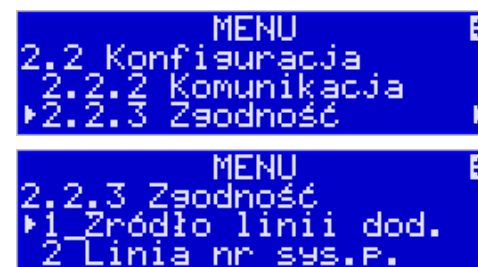 MENU
2.2 Konfiguracja
2.2.2 Komunikacja
▸2.2.3 Zgodność
MENU
2.2.3 Zgodność
▸1 Źródło linii dod.
2 Linia nr sys.p.